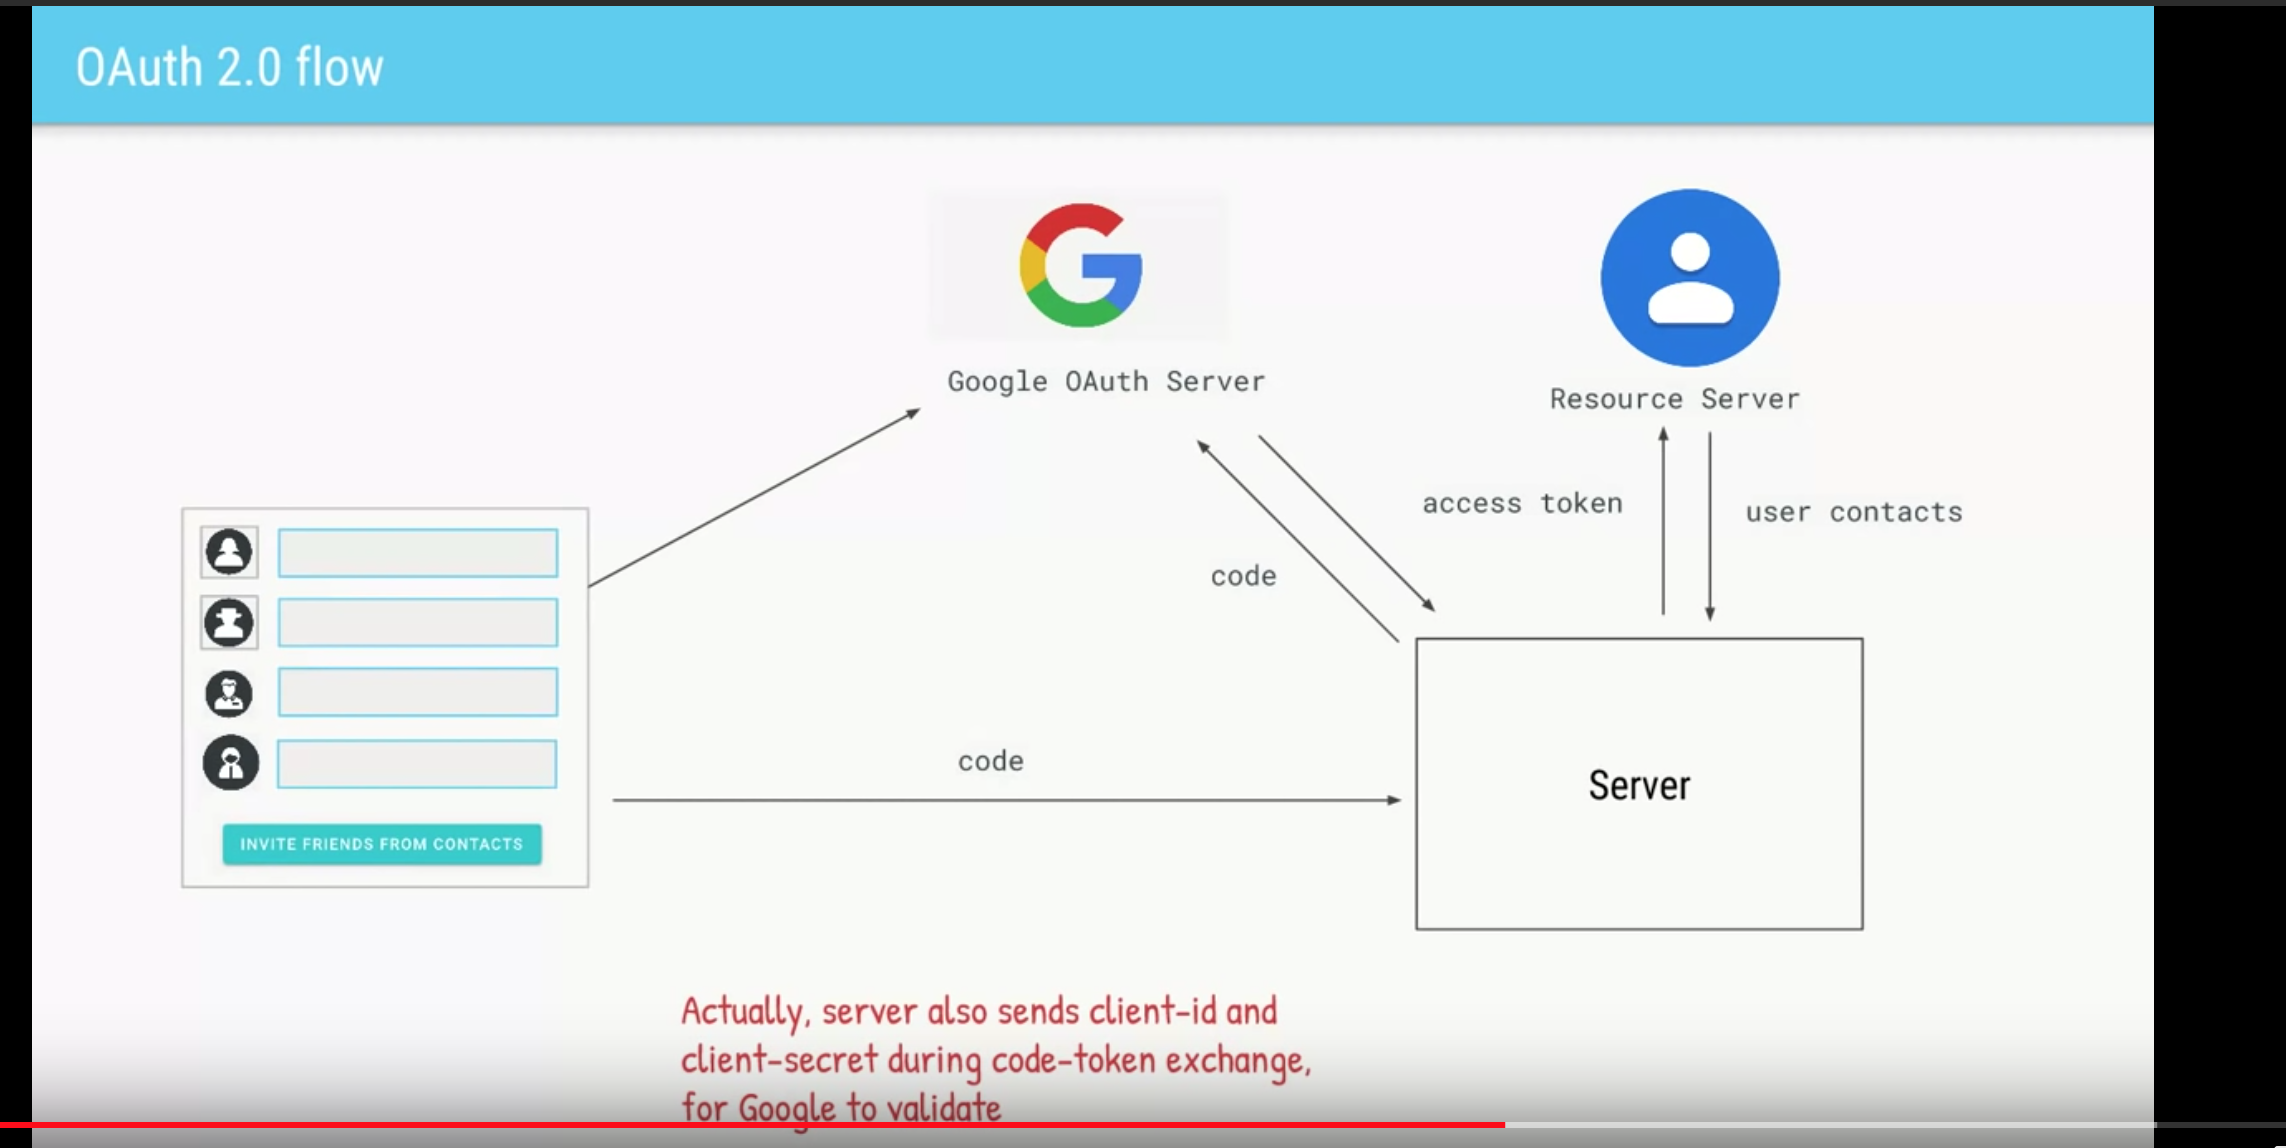 OAuth 2.0 flow
Google OAuth Server
Resource Server
access token
user contacts
code
code
Server
INVITE FRIENDS FROM CONTACTS
Actually, server also sends client-id and
client-secret during code-token exchange,
for Google to validate